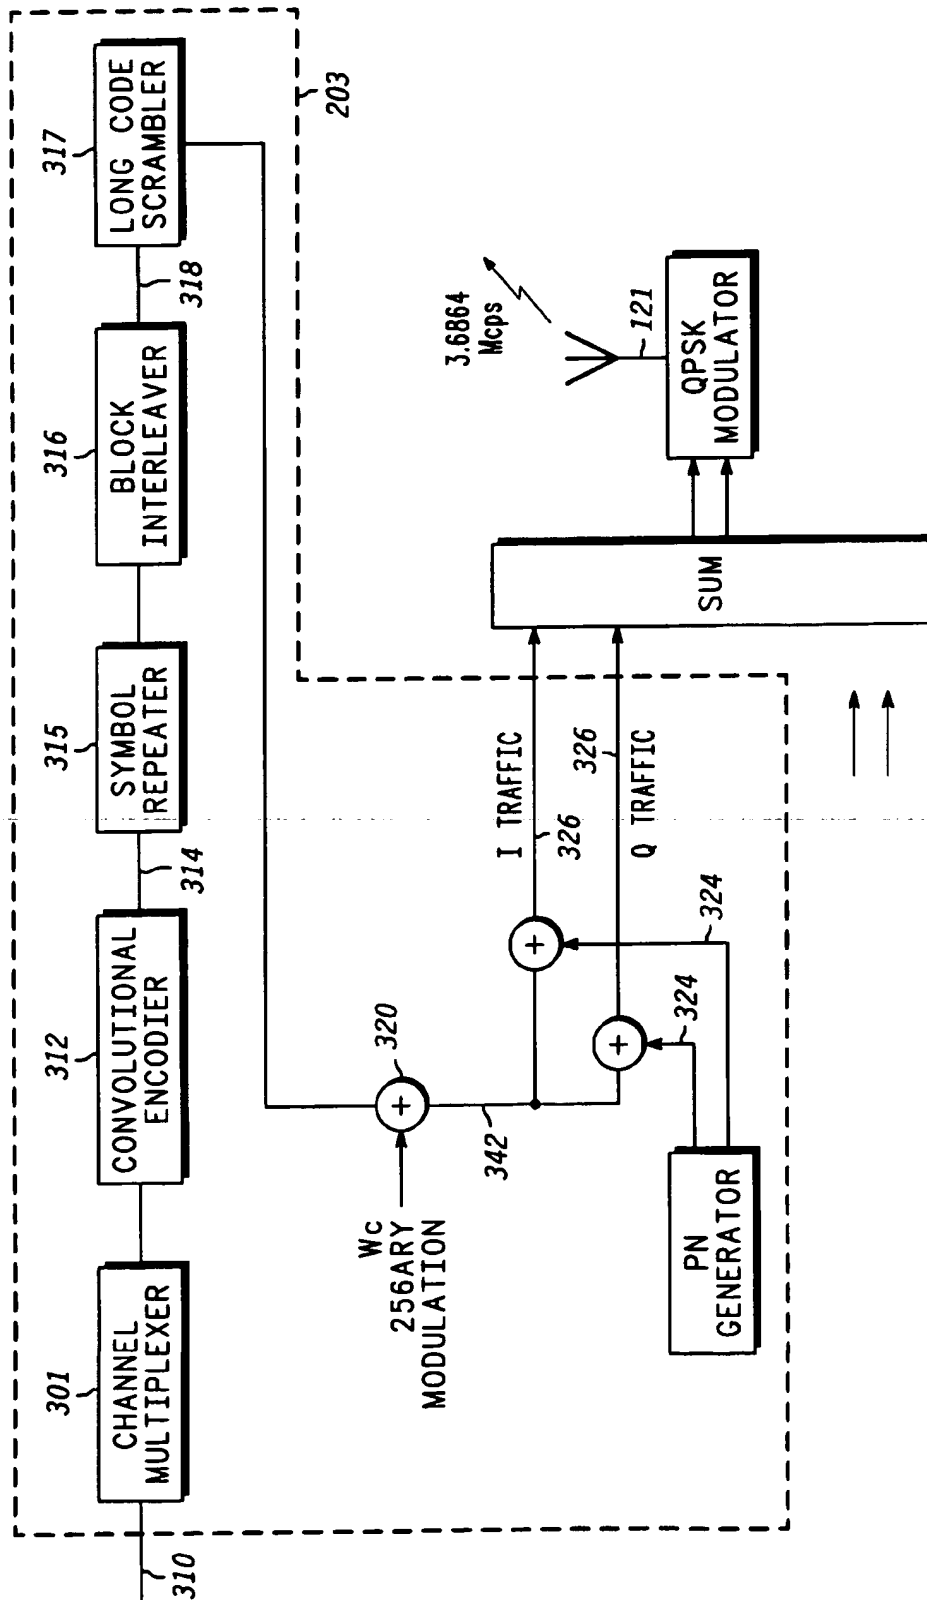 310
301
CHANNEL
MULTIPLEXER
312
CONVOLUTIONAL
ENCODIER
314
315
SYMBOL
REPEATER
316
BLOCK
INTERLEAVER
318
317
LONG CODE
SCRAMBLER
203
Wc
256ARY
MODULATION
320
342
PN
GENERATOR
324
324
I TRAFFIC
326
326
Q TRAFFIC
SUM
3.6864
Mcps
121
QPSK
MODULATOR